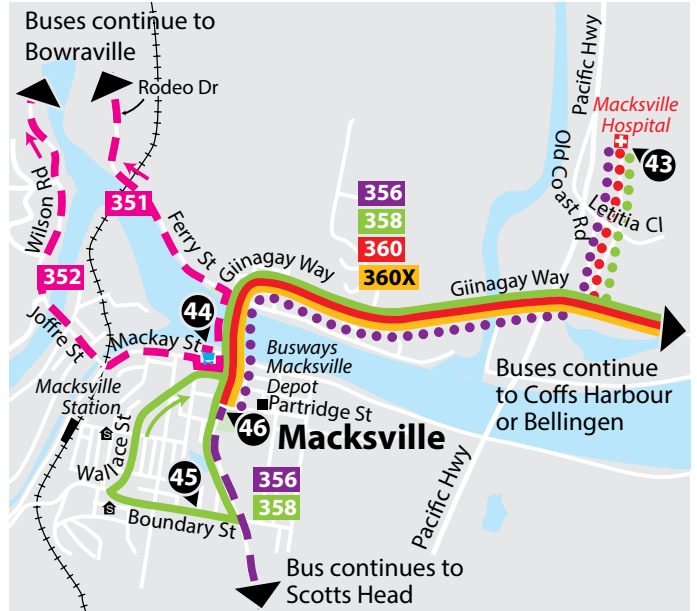 Buses continue to
Bowraville
Rodeo Dr
Pacific Hwy
Macksville
Hospital
43
Old Coast Rd
Letitia Cl
Wilson Rd
351
356
358
360
360X
Ferry St
Giinagay Way
Giinagay Way
352
44
Joffre St
Mackay St
Busways
Macksville
Depot
Buses continue
to Coffs Harbour
or Bellingen
Macksville
Station
Partridge St
46
Macksville
Wallace St
S
45
356
358
Pacific Hwy
S
Boundary St
Bus continues to
Scotts Head